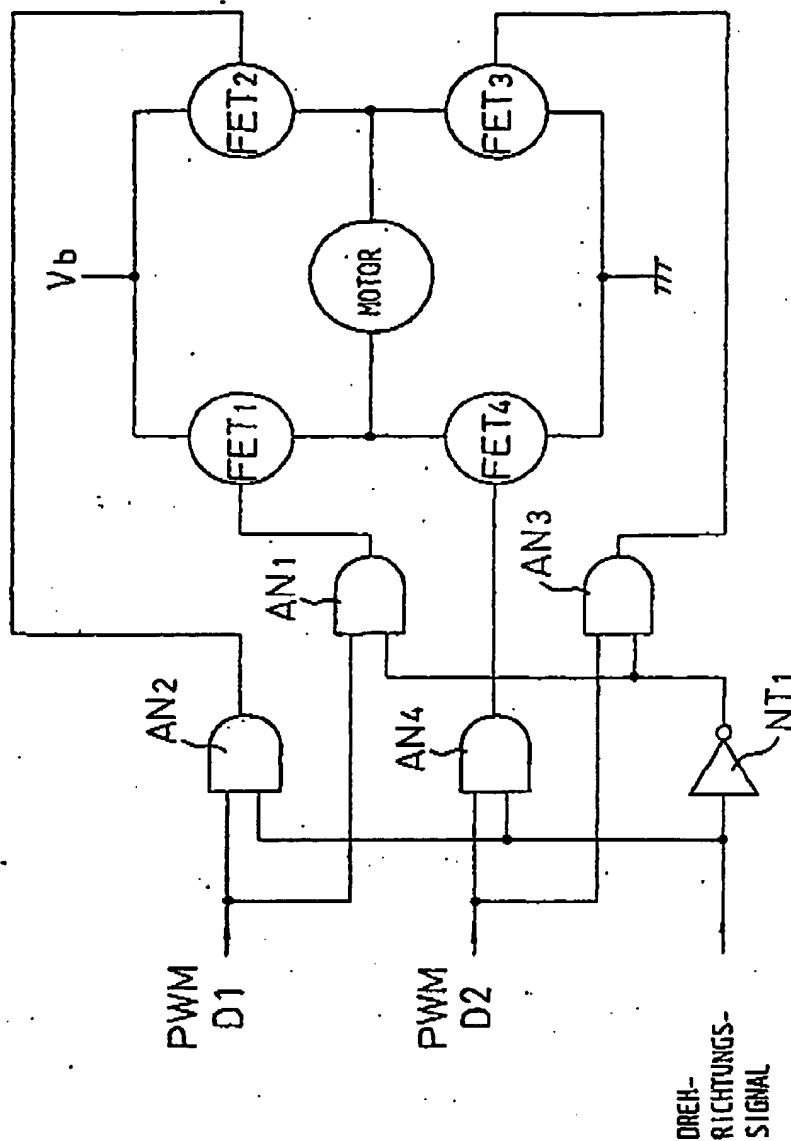 Vb
FET1
FET2
MOTOR
FET4
FET3
AN2
AN1
AN4
AN3
NT1
PWM
D1
PWM
D2
DREH-
RICHTUNGS-
SIGNAL